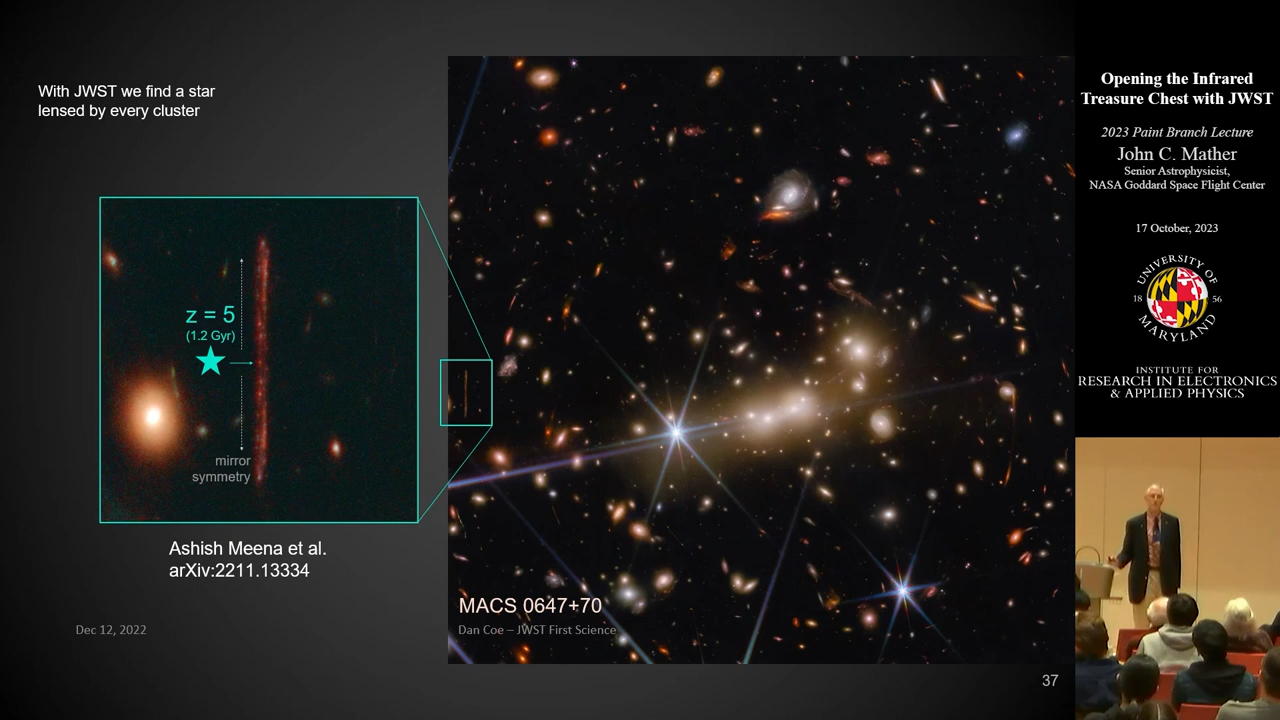 With JWST we find a star
lensed by every cluster
z = 5
(1.2 Gyr)
mirror
symmetry
Ashish Meena et al.
arXiv:2211.13334
Dec 12, 2022
MACS 0647+70
Dan Coe – JWST First Science
37
Opening the Infrared
Treasure Chest with JWST
2023 Paint Branch Lecture
John C. Mather
Senior Astrophysicist,
NASA Goddard Space Flight Center
17 October, 2023
UNIVERSITY OF
18 56
MARYLAND
INSTITUTE FOR
RESEARCH IN ELECTRONICS
& APPLIED PHYSICS